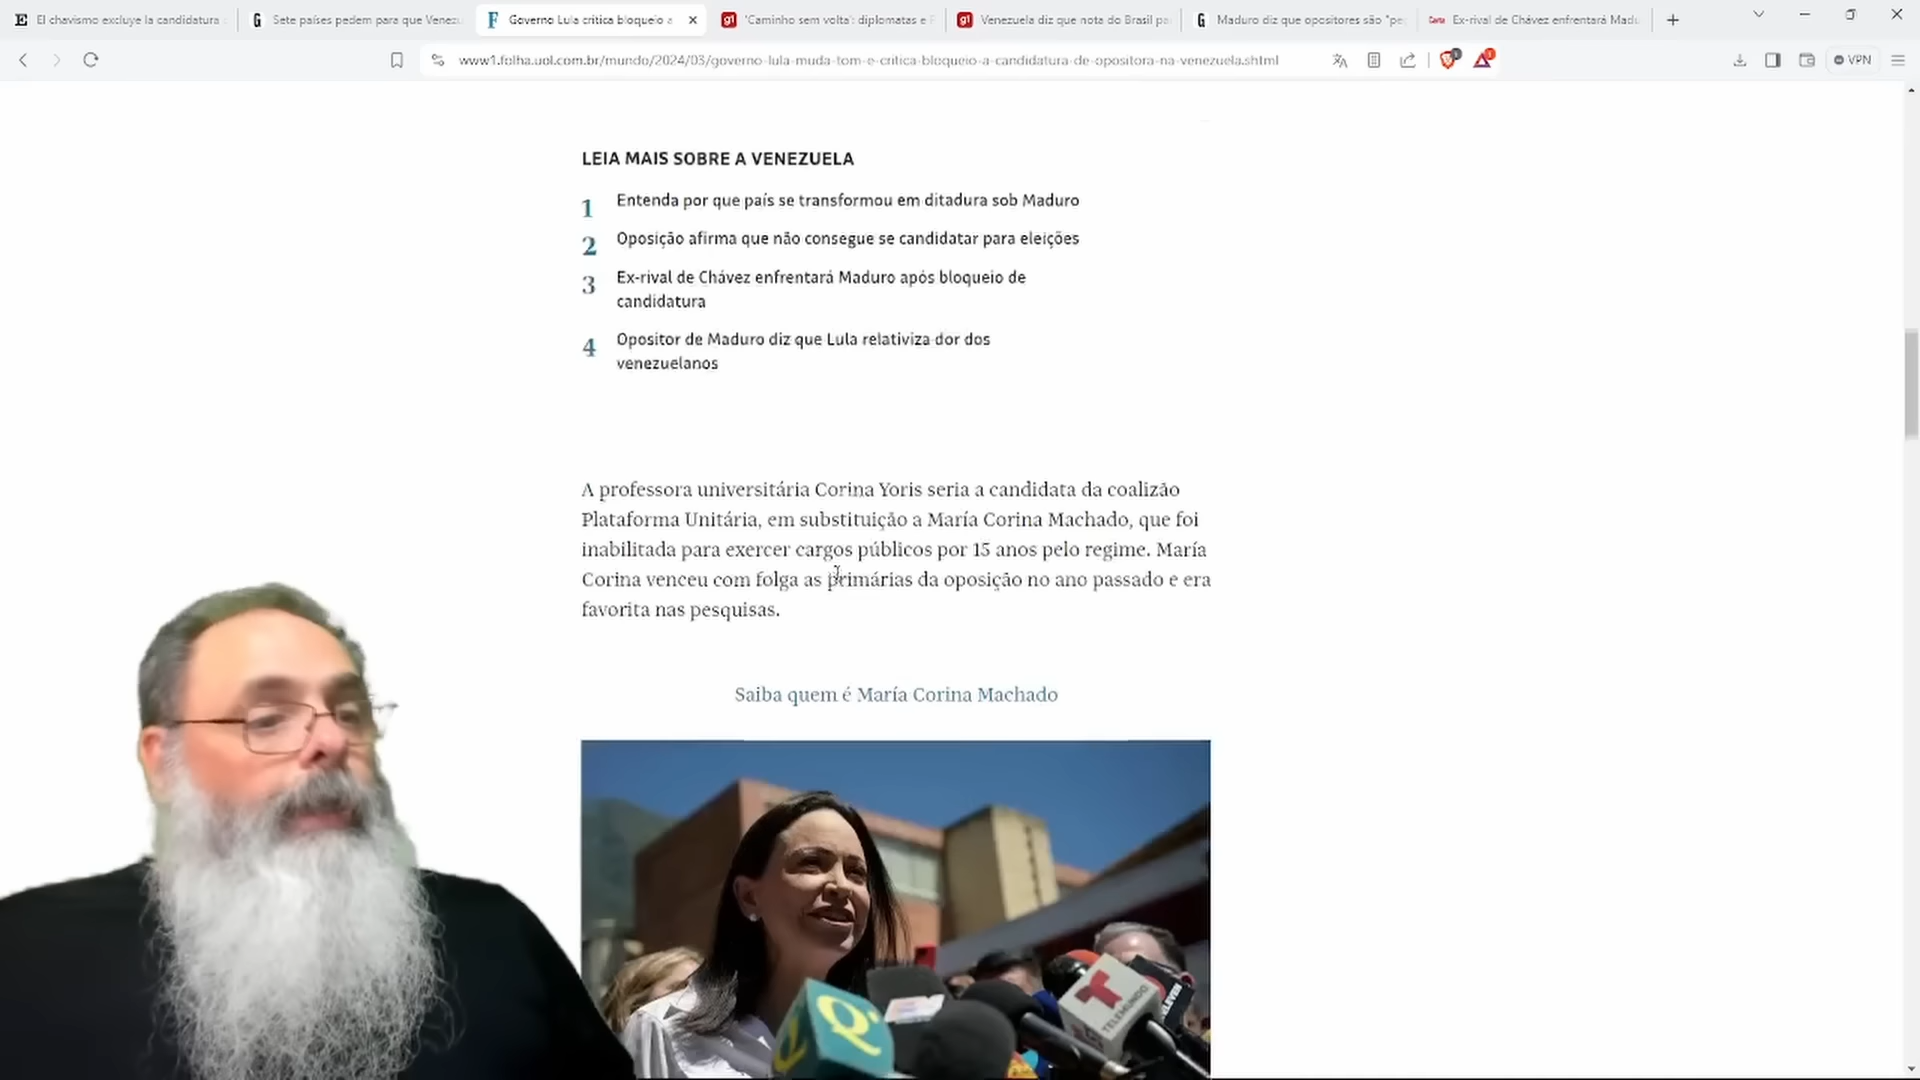 El chavismo excluye la candidatura
Sete países pedem para que Venezu
Governo Lula critica bloqueio a
'Caminho sem volta': diplomatas e
Venezuela diz que nota do Brasil pa
Maduro diz que opositores são "pe
Ex-rival de Chávez enfrentará Madu
www1.folha.uol.com.br/mundo/2024/03/governo-lula-muda-tom-e-critica-bloqueio-a-candidatura-de-opositora-na-venezuela.shtml
VPN
LEIA MAIS SOBRE A VENEZUELA
1 Entenda por que país se transformou em ditadura sob Maduro
2 Oposição afirma que não consegue se candidatar para eleições
3 Ex-rival de Chávez enfrentará Maduro após bloqueio de
candidatura
4 Opositor de Maduro diz que Lula relativiza dor dos
venezuelanos
A professora universitária Corina Yoris seria a candidata da coalizão
Plataforma Unitária, em substituição a María Corina Machado, que foi
inabilitada para exercer cargos públicos por 15 anos pelo regime. María
Corina venceu com folga as primárias da oposição no ano passado e era
favorita nas pesquisas.
Saiba quem é María Corina Machado
TELEMUNDO